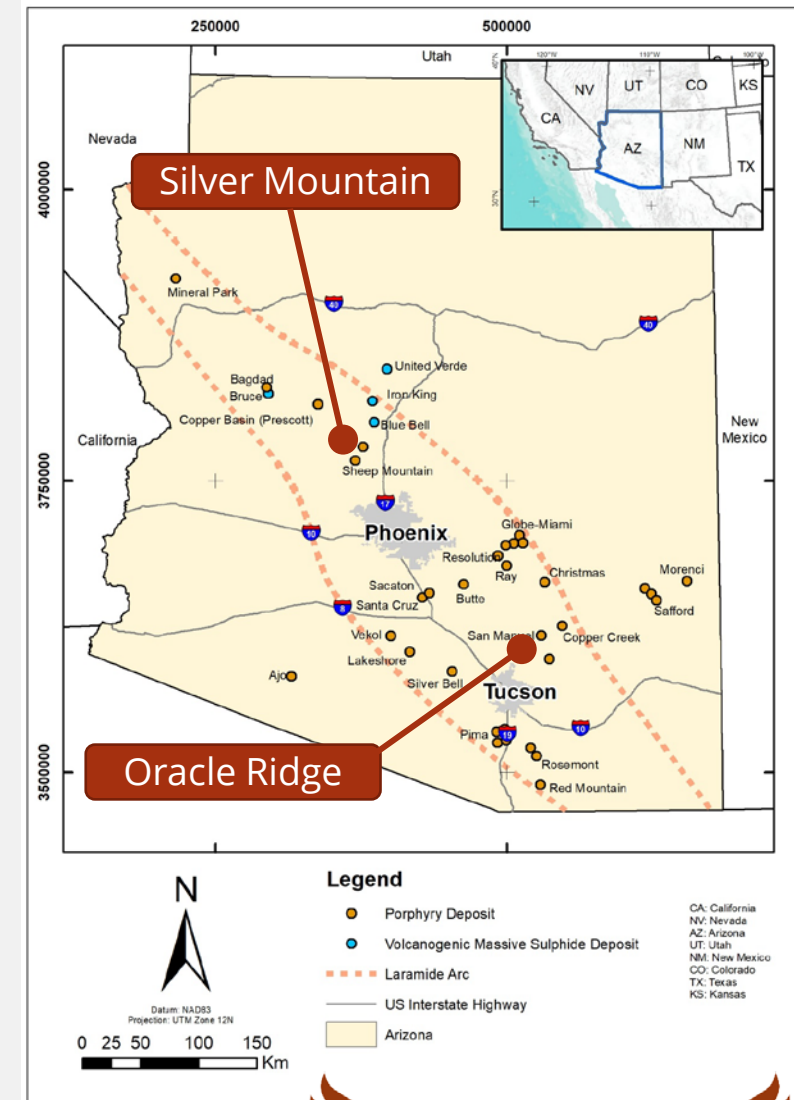 250000
500000
Utah
120°W
110°W
100°W
40°N
30°N
NV
UT
CO
KS
CA
AZ
NM
TX
Nevada
4000000
Silver Mountain
Mineral Park
40
40
United Verde
Bagdad
Bruce
Iron King
Copper Basin (Prescott)
Blue Bell
California
New
Mexico
Sheep Mountain
3750000
17
10
Phoenix
Globe-Miami
Resolution
Ray
Christmas
Morenci
Sacaton
Santa Cruz
Butte
Safford
8
Vekol
San Manuel
Copper Creek
Lakeshore
Ajo
Silver Bell
Tucson
Pima
19
10
Oracle Ridge
Rosemont
3500000
Red Mountain
N
Datum: NAD83
Projection: UTM Zone 12N
0 25 50 100 150
Km
Legend
Porphyry Deposit
Volcanogenic Massive Sulphide Deposit
Laramide Arc
US Interstate Highway
Arizona
CA: California
NV: Nevada
AZ: Arizona
UT: Utah
NM: New Mexico
CO: Colorado
TX: Texas
KS: Kansas